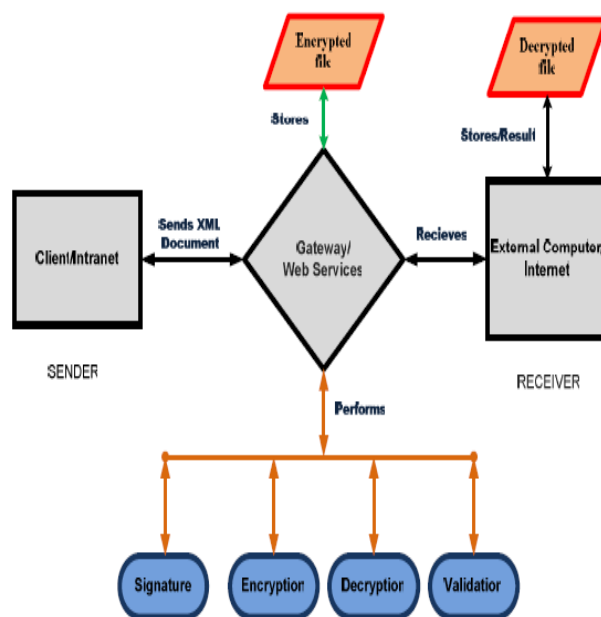 Encrypted
file
Decrypted
file
Stores
Stores/Result
Sends XML
Document
Client/Intranet
Gateway/
Web Services
Recieves
External Computer
Internet
SENDER
RECEIVER
Performs
Signature
Encryption
Decryption
Validation